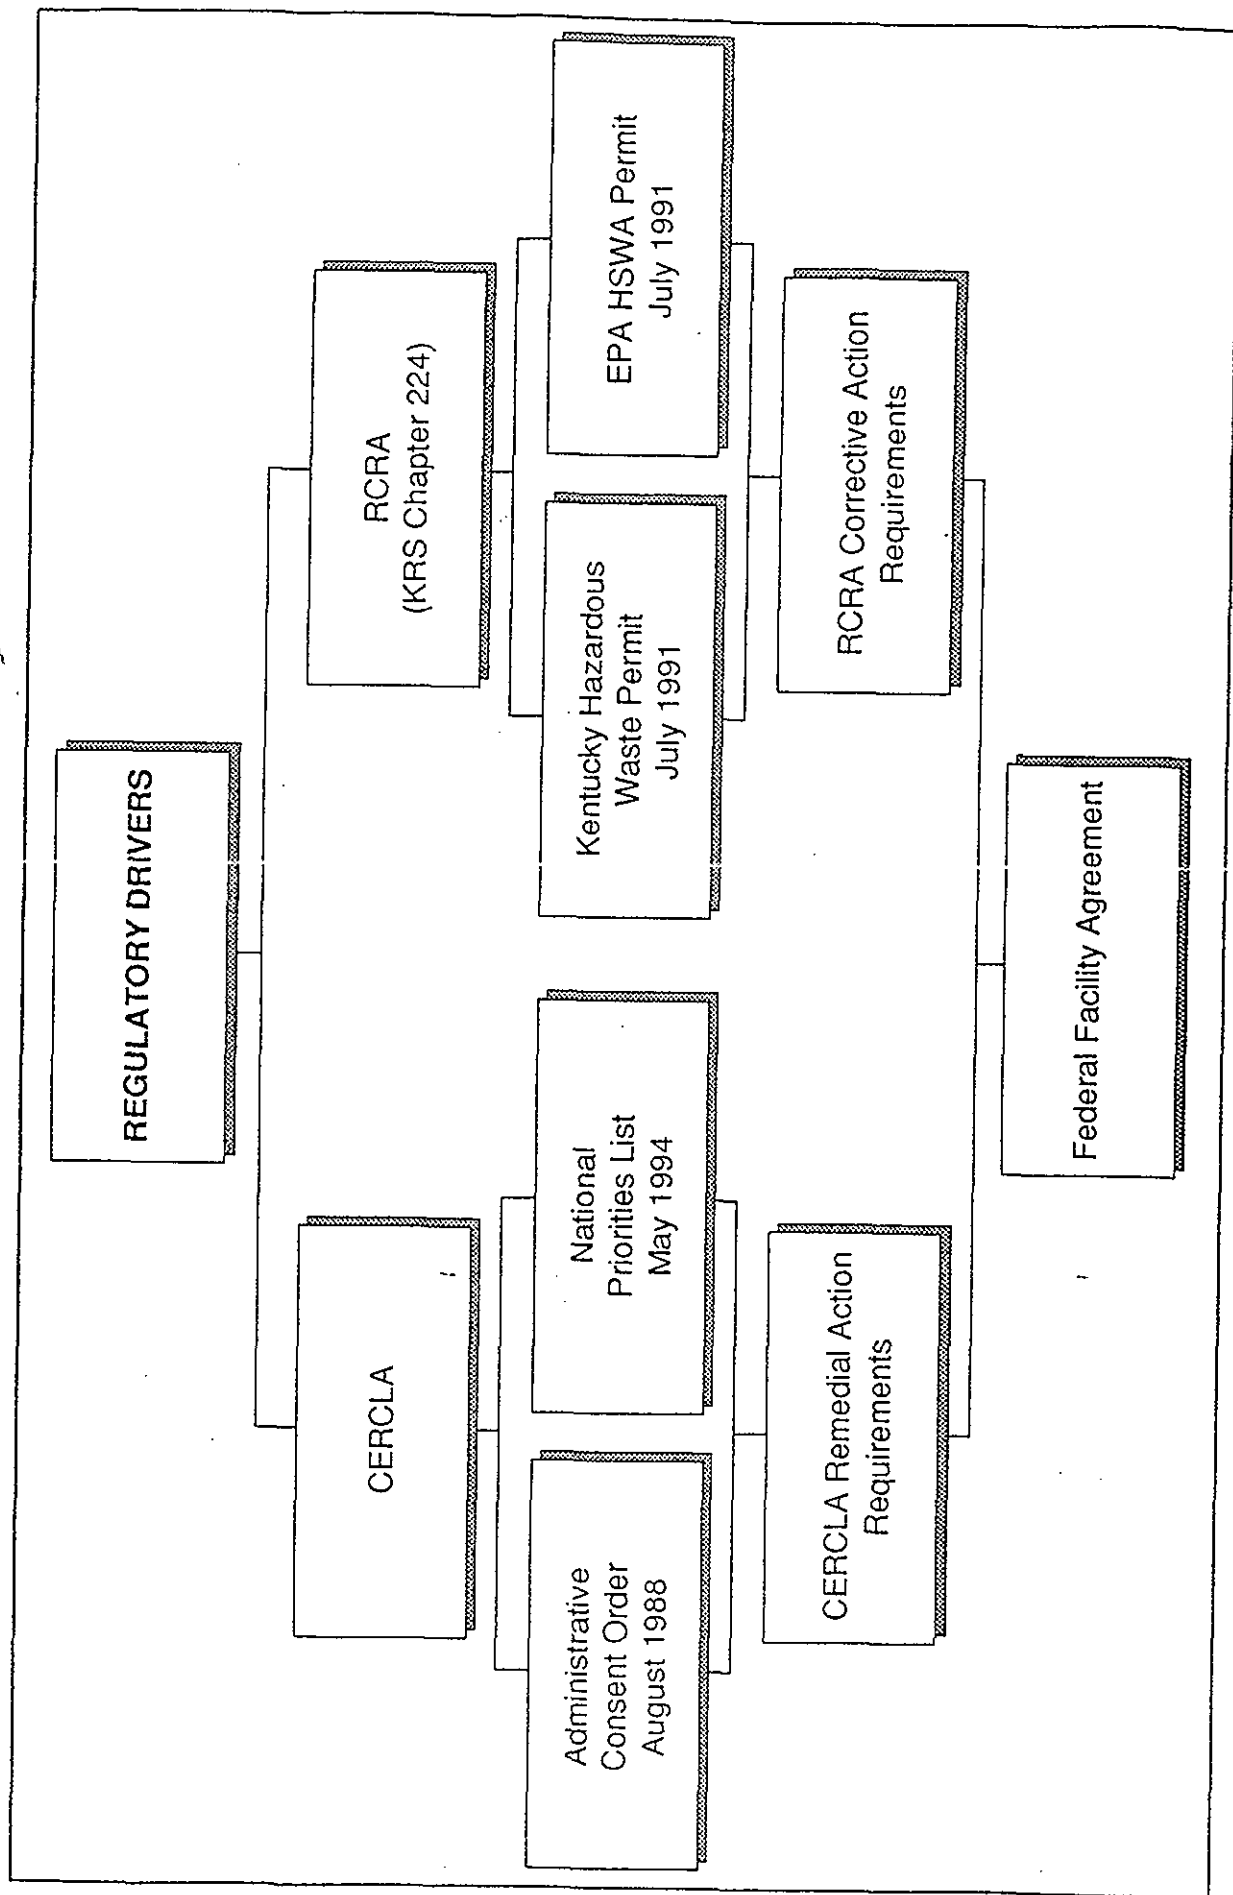 REGULATORY DRIVERS
CERCLA
RCRA
(KRS Chapter 224)
Administrative
Consent Order
August 1988
National
Priorities List
May 1994
Kentucky Hazardous
Waste Permit
July 1991
EPA HSWA Permit
July 1991
CERCLA Remedial Action
Requirements
RCRA Corrective Action
Requirements
Federal Facility Agreement